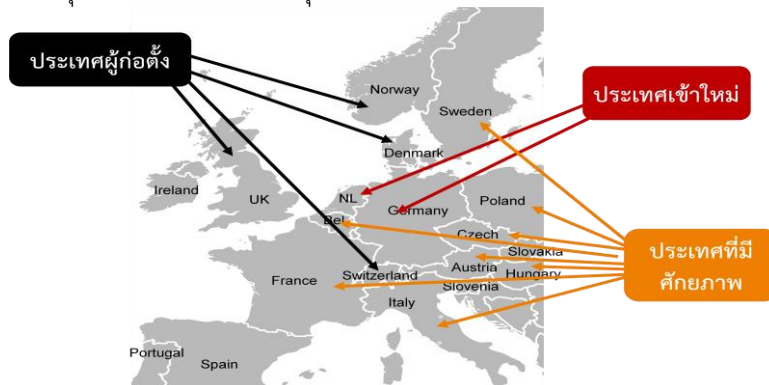 ประเทศผู้ก่อตั้ง
Norway
ประเทศเข้าใหม่
Sweden
Denmark
Ireland
UK
NL
Germany
Poland
Bel
Czech
Slovakia
ประเทศที่มี
ศักยภาพ
Austria
Hungary
France
Switzerland
Slovenia
Italy
Portugal
Spain